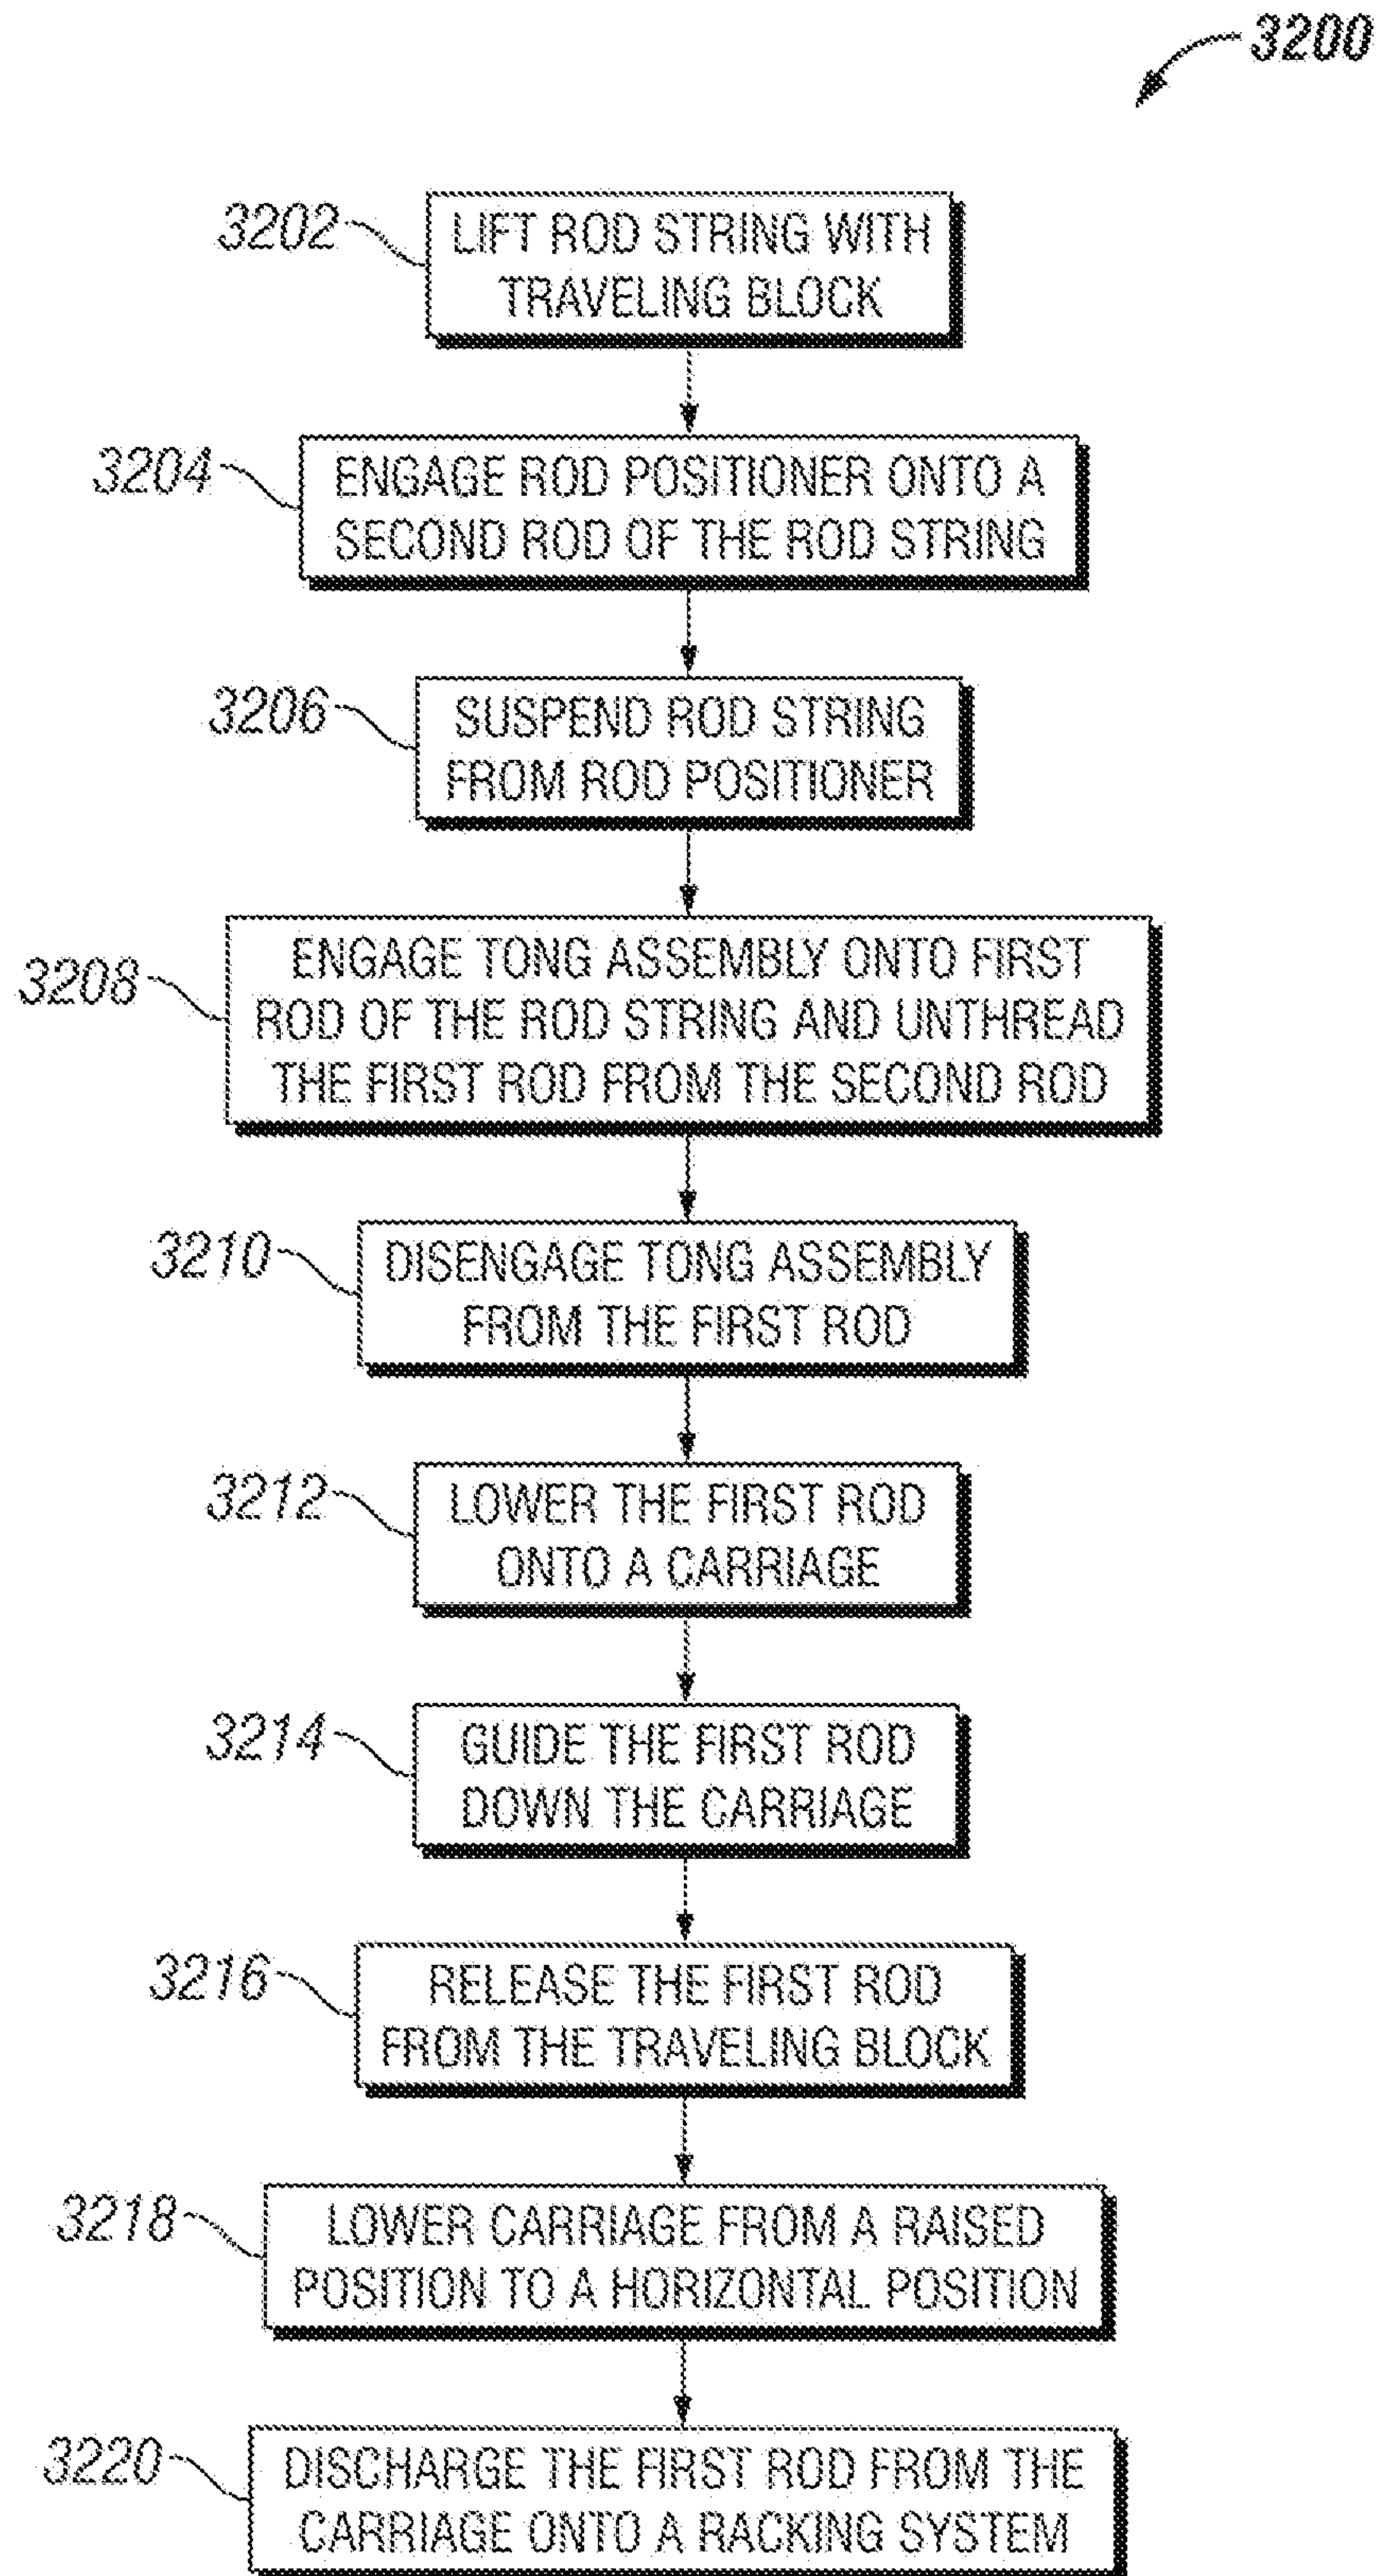 3200
3202
LIFT ROD STRING WITH
TRAVELING BLOCK
3204
ENGAGE ROD POSITIONER ONTO A
SECOND ROD OF THE ROD STRING
3206
SUSPEND ROD STRING
FROM ROD POSITIONER
3208
ENGAGE TONG ASSEMBLY ONTO FIRST
ROD OF THE ROD STRING AND UNTHREAD
THE FIRST ROD FROM THE SECOND ROD
3210
DISENGAGE TONG ASSEMBLY
FROM THE FIRST ROD
3212
LOWER THE FIRST ROD
ONTO A CARRIAGE
3214
GUIDE THE FIRST ROD
DOWN THE CARRIAGE
3216
RELEASE THE FIRST ROD
FROM THE TRAVELING BLOCK
3218
LOWER CARRIAGE FROM A RAISED
POSITION TO A HORIZONTAL POSITION
3220
DISCHARGE THE FIRST ROD FROM THE
CARRIAGE ONTO A RACKING SYSTEM